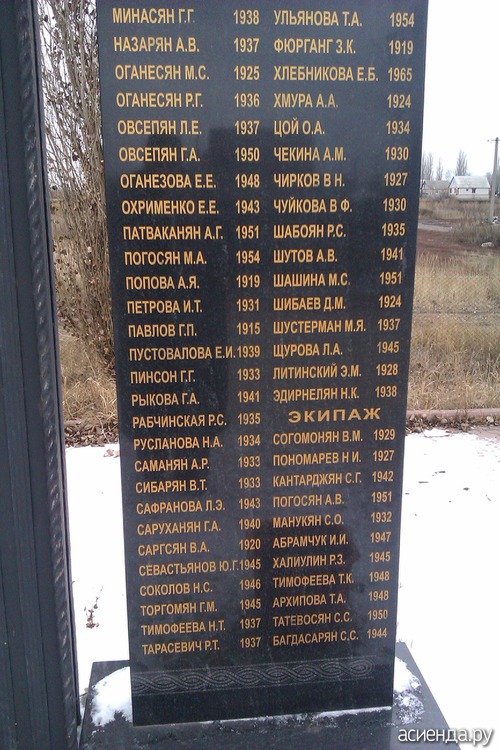 МИНАСЯН Г.Г. 1938
НАЗАРЯН А.В. 1937
ОГАНЕСЯН М.С. 1925
ОГАНЕСЯН Р.Г. 1936
ОВСЕПЯН Л.Е. 1937
ОВСЕПЯН Г.А. 1950
ОГАНЕЗОВА Е.Е. 1948
ОХРИМЕНКО Е.Е. 1943
ПАТВАКАНЯН А.Г. 1951
ПОГОСЯН М.А. 1954
ПОПОВА А.Я. 1919
ПЕТРОВА И.Т. 1931
ПАВЛОВ Г.П. 1915
ПУСТОВАЛОВА Е.И. 1939
ПИНСОН Г.Г. 1933
РЫКОВА Г.А. 1941
РАБЧИНСКАЯ Р.С. 1935
РУСЛАНОВА Н.А. 1934
САМАНЯН А.Р. 1933
СИБАРЯН В.Т. 1933
САФРАНОВА Л.Э. 1943
САРУХАНЯН Г.А. 1940
САРГСЯН В.А. 1920
СЕВАСТЬЯНОВ Ю.Г. 1945
СОКОЛОВ Н.С. 1946
ТОРГОМЯН Г.М. 1945
ТИМОФЕЕВА Н.Т. 1937
ТАРАСЕВИЧ Р.Т. 1937
УЛЬЯНОВА Т.А. 1954
ФЮРГАНГ З.К. 1919
ХЛЕБНИКОВА Е.Б. 1965
ХМУРА А.А. 1924
ЦОЙ О.А. 1934
ЧЕКИНА А.М. 1930
ЧИРКОВ В Н. 1927
ЧУЙКОВА В Ф. 1930
ШАБОЯН Р.С. 1935
ШУТОВ А.В. 1941
ШАШИНА М.С. 1951
ШИБАЕВ Д.М. 1924
ШУСТЕРМАН М.Я. 1937
ЩУРОВА Л.А. 1945
ЛИТИНСКИЙ Э.М. 1928
ЭДИРНЕЛЯН Н.К. 1938
ЭКИПАЖ
СОГОМОНЯН В.М. 1929
ПОНОМАРЕВ Н И. 1927
КАНТАРДЖЯН С.Г. 1942
ПОГОСЯН А.В. 1951
МАНУКЯН С.О. 1932
АБРАМЧУК И.И. 1947
ХАЛИУЛИН Р.З. 1945
ТИМОФЕЕВА Т.К. 1948
АРХИПОВА Т.А. 1948
ТАТЕВОСЯН С.С. 1950
БАГДАСАРЯН С.С. 1944
асиенда.ру